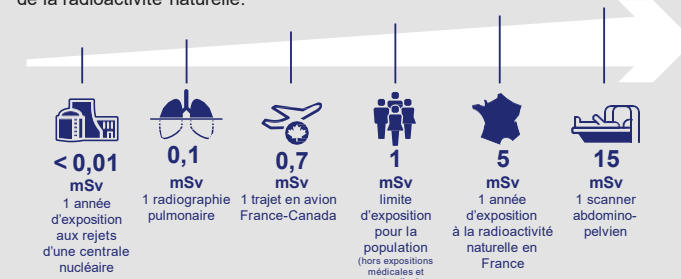 de la radioactivité naturelle.
< 0,01
mSv
1 année
d'exposition
aux rejets
d'une centrale
nucléaire
0,1
mSv
1 radiographie
pulmonaire
0,7
mSv
1 trajet en avion
France-Canada
1
mSv
limite
d'exposition
pour la
population
(hors expositions
médicales et
5
mSv
1 année
d'exposition
à la radioactivité
naturelle en
France
15
mSv
1 scanner
abdomino-
pelvien